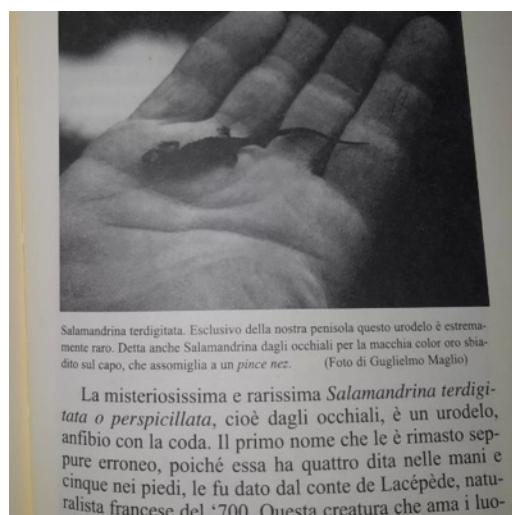 Salamandrina terdigitata. Esclusivo della nostra penisola questo urodelo è estrema-
mente raro. Detta anche Salamandrina dagli occhiali per la macchia color oro sbia-
dito sul capo, che assomiglia a un pince nez. (Foto di Guglielmo Maglio)
La misteriosissima e rarissima Salamandrina terdigi-
tata o perspicillata, cioè dagli occhiali, è un urodelo,
anfibio con la coda. Il primo nome che le è rimasto sep-
pure erroneo, poiché essa ha quattro dita nelle mani e
cinque nei piedi, le fu dato dal conte de Lacépède, natu-
ralista francese del '700. Questa creatura che ama i luo-